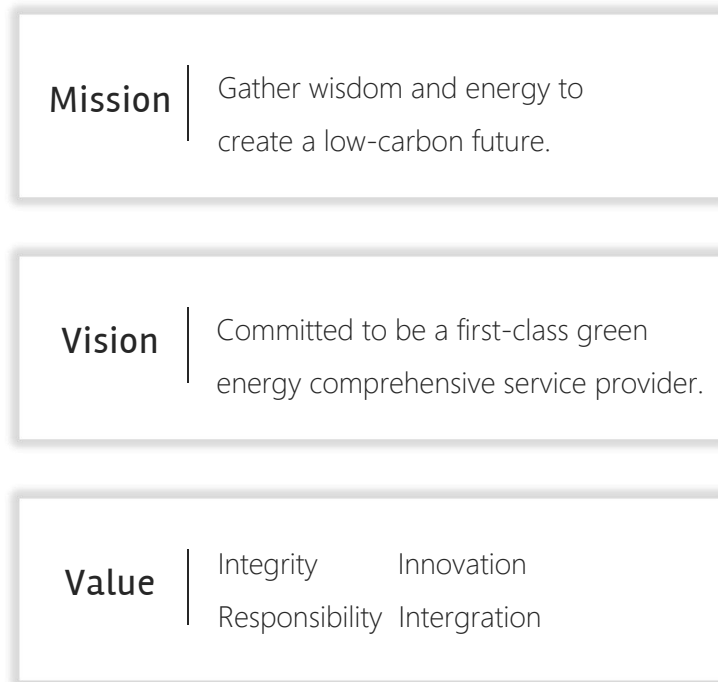 Mission
Gather wisdom and energy to
create a low-carbon future.
Vision
Committed to be a first-class green
energy comprehensive service provider.
Value
Integrity Innovation
Responsibility Intergration